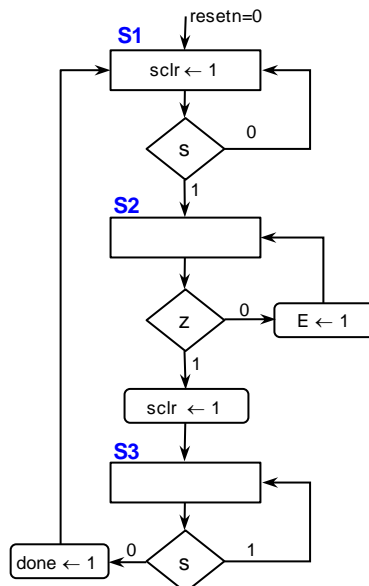 resetn=0
S1
sclr ← 1
0
s
1
S2
0
z
E ← 1
1
sclr ← 1
S3
0
1
done ← 1
s